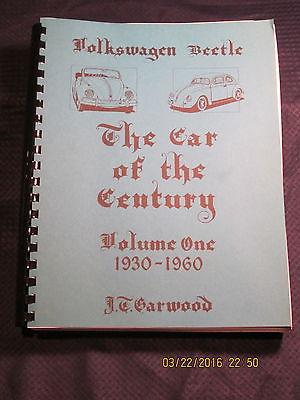 Volkswagen Beetle
The Car
of the
Century
Volume One
1930-1960
J.T. Garwood
03/22/2016 22:50